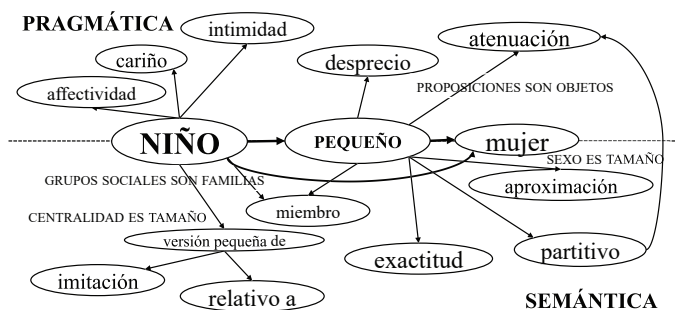 PRAGMÁTICA
intimidad
atenuación
cariño
desprecio
affectividad
PROPOSICIONES SON OBJETOS
NIÑO
PEQUEÑO
mujer
SEXO ES TAMAÑO
GRUPOS SOCIALES SON FAMILIAS
aproximación
CENTRALIDAD ES TAMAÑO
miembro
versión pequeña de
exactitud
partitivo
imitación
relativo a
SEMÁNTICA